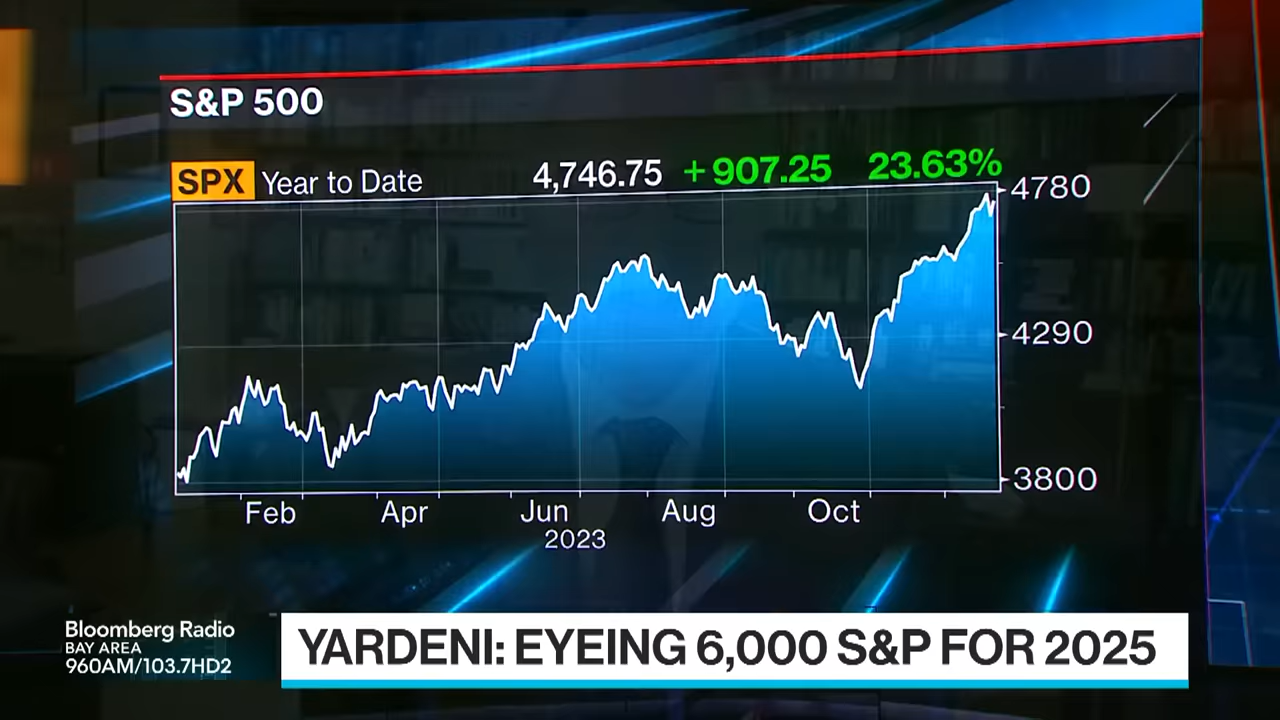 S&P 500
SPX Year to Date 4,746.75 +907.25 23.63%
4780
4290
3800
Feb Apr Jun Aug Oct
2023
Bloomberg Radio
BAY AREA
960AM/103.7HD2
YARDENI: EYEING 6,000 S&P FOR 2025